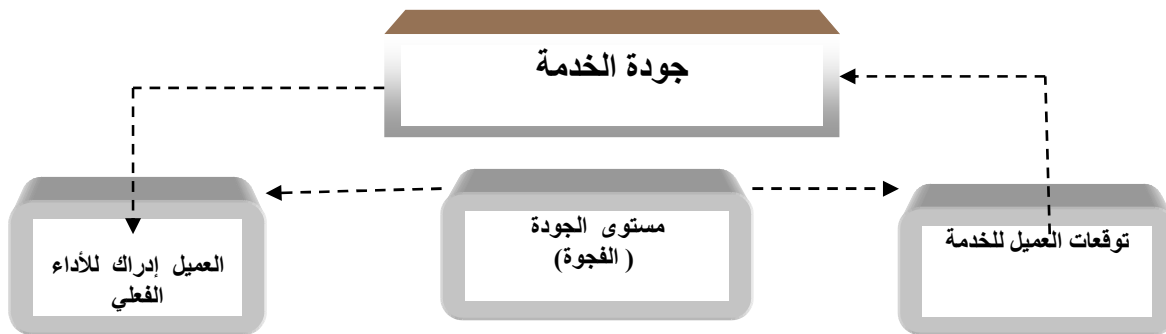 جودة الخدمة
توقعات العميل للخدمة
مستوى الجودة
( الفجوة)
العميل إدراك للأداء
الفعلي